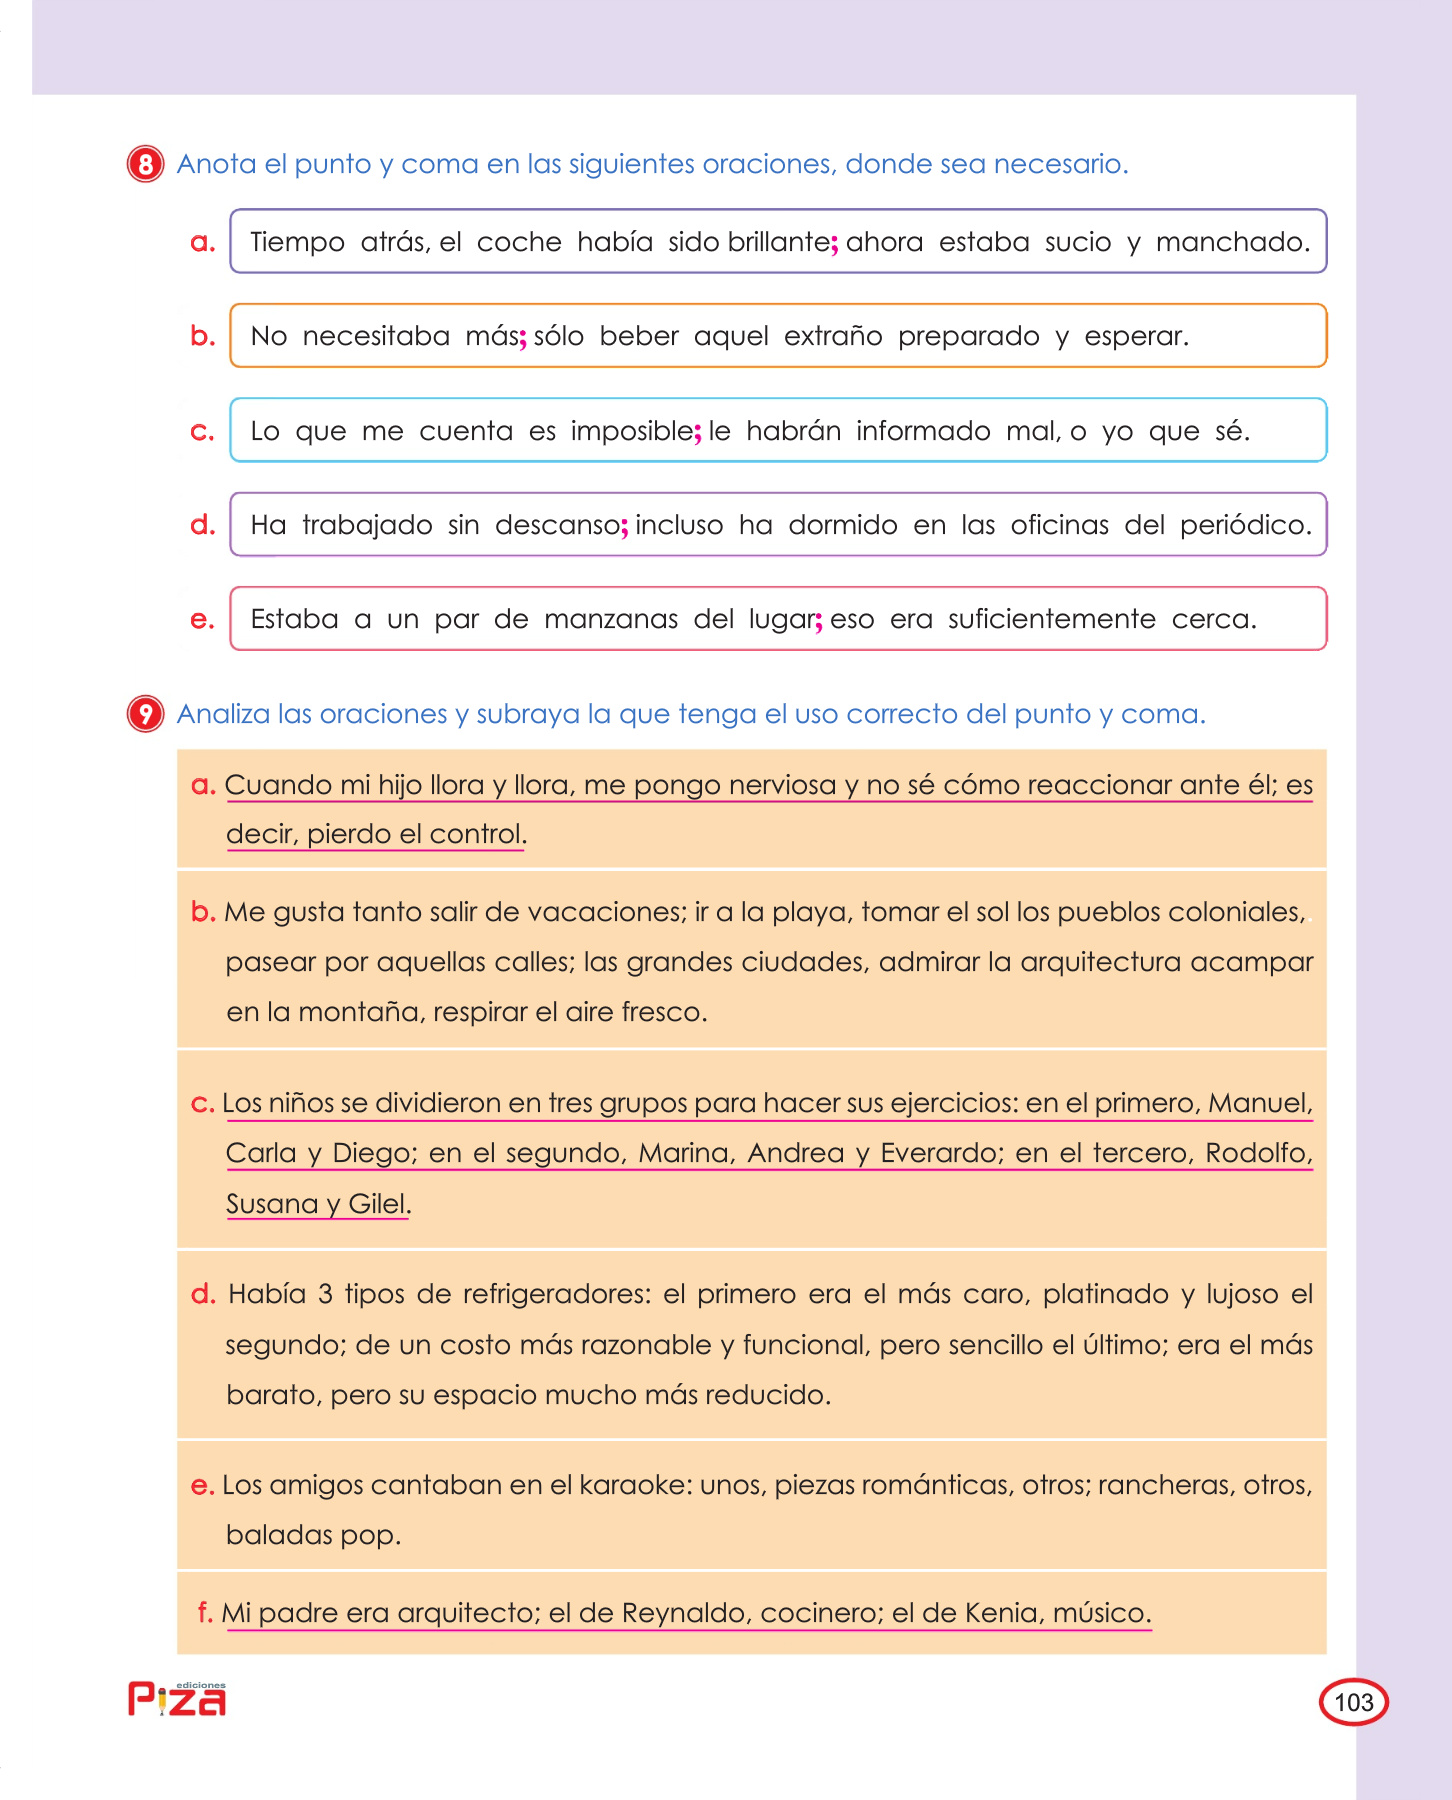 8 Anota el punto y coma en las siguientes oraciones, donde sea necesario.
a. Tiempo atrás, el coche había sido brillante; ahora estaba sucio y manchado.
b. No necesitaba más; sólo beber aquel extraño preparado y esperar.
c. Lo que me cuenta es imposible; le habrán informado mal, o yo que sé.
d. Ha trabajado sin descanso; incluso ha dormido en las oficinas del periódico.
e. Estaba a un par de manzanas del lugar; eso era suficientemente cerca.
9 Analiza las oraciones y subraya la que tenga el uso correcto del punto y coma.
a. Cuando mi hijo llora y llora, me pongo nerviosa y no sé cómo reaccionar ante él; es
decir, pierdo el control.
b. Me gusta tanto salir de vacaciones; ir a la playa, tomar el sol los pueblos coloniales,
pasear por aquellas calles; las grandes ciudades, admirar la arquitectura acampar
en la montaña, respirar el aire fresco.
c. Los niños se dividieron en tres grupos para hacer sus ejercicios: en el primero, Manuel,
Carla y Diego; en el segundo, Marina, Andrea y Everardo; en el tercero, Rodolfo,
Susana y Gilel.
d. Había 3 tipos de refrigeradores: el primero era el más caro, platinado y lujoso el
segundo; de un costo más razonable y funcional, pero sencillo el último; era el más
barato, pero su espacio mucho más reducido.
e. Los amigos cantaban en el karaoke: unos, piezas románticas, otros; rancheras, otros,
baladas pop.
f. Mi padre era arquitecto; el de Reynaldo, cocinero; el de Kenia, músico.
ediciones
Piza
103